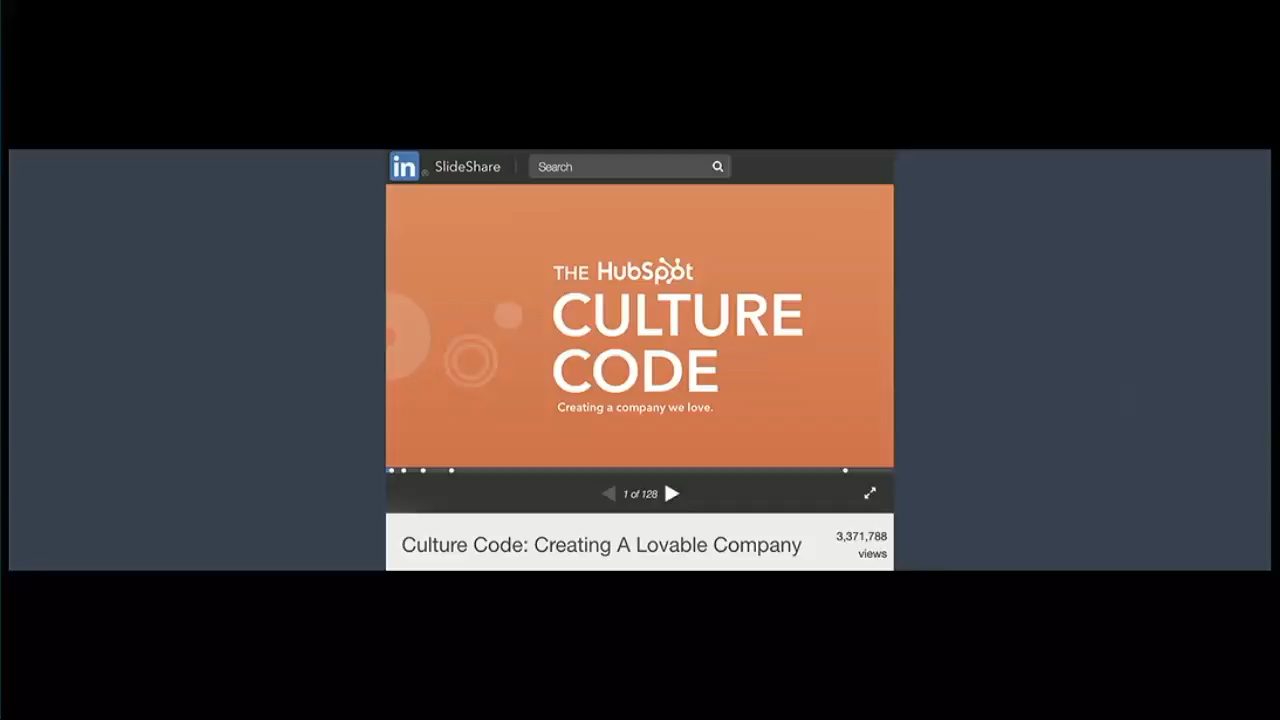 in® SlideShare Search
THE HubSpot
CULTURE
CODE
Creating a company we love.
1 of 128
Culture Code: Creating A Lovable Company
3,371,788
views